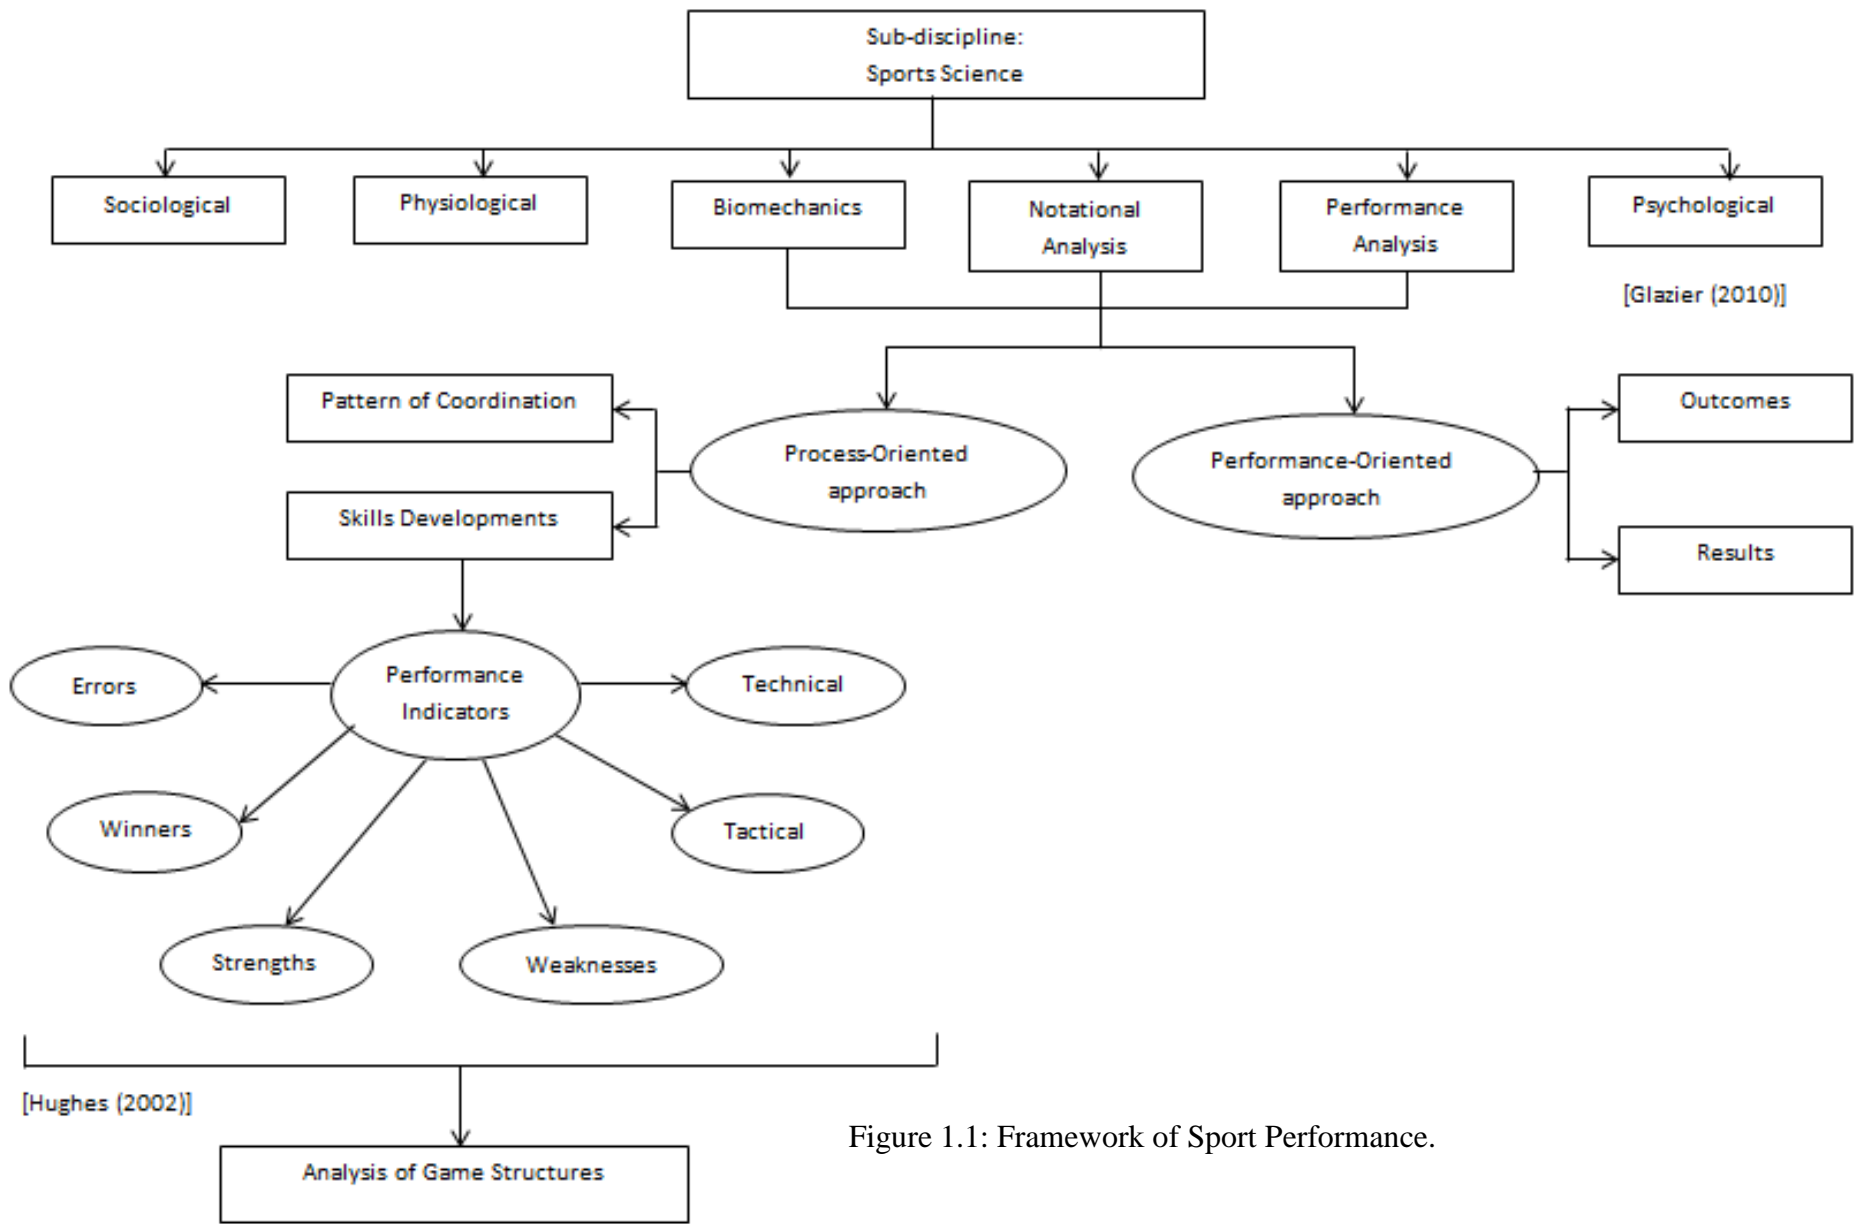 Sub-discipline:
Sports Science
Sociological
Physiological
Biomechanics
Notational
Analysis
Performance
Analysis
Psychological
[Glazier (2010)]
Pattern of Coordination
Process-Oriented
approach
Performance-Oriented
approach
Outcomes
Skills Developments
Results
Errors
Performance
Indicators
Technical
Winners
Tactical
Strengths
Weaknesses
[Hughes (2002)]
Analysis of Game Structures
Figure 1.1: Framework of Sport Performance.